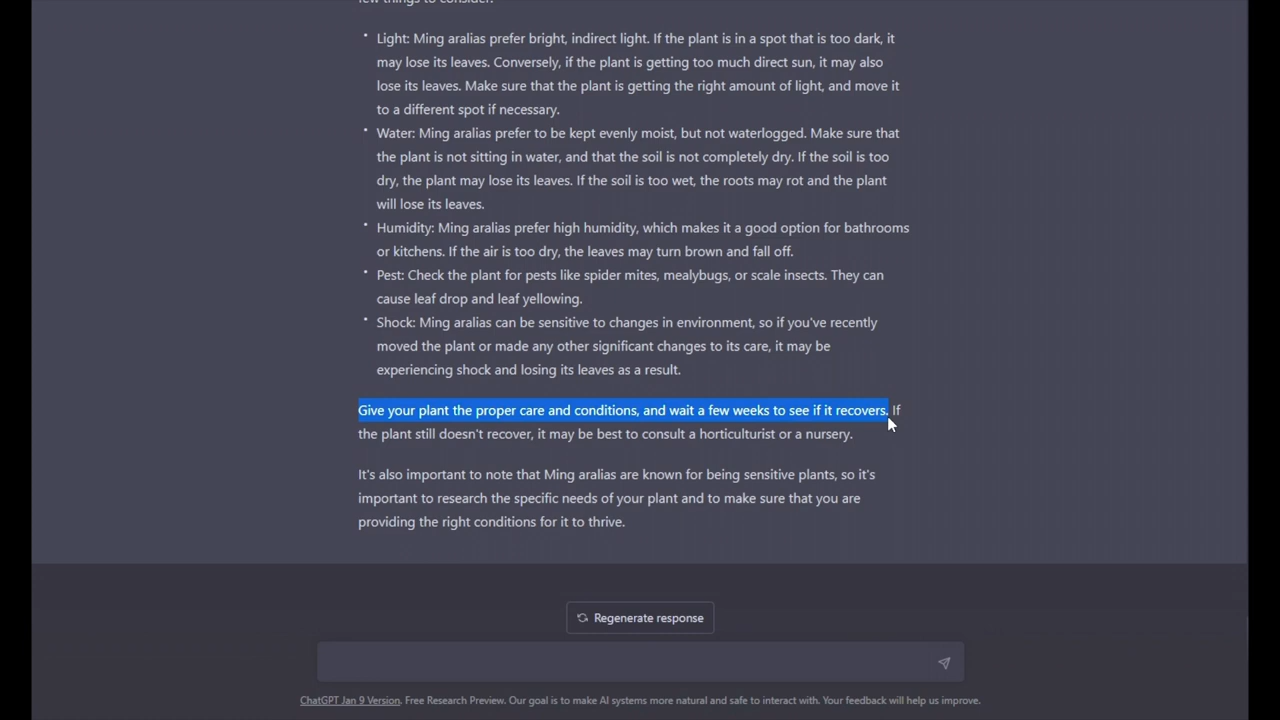 few things to consider:
Light: Ming aralias prefer bright, indirect light. If the plant is in a spot that is too dark, it
may lose its leaves. Conversely, if the plant is getting too much direct sun, it may also
lose its leaves. Make sure that the plant is getting the right amount of light, and move it
to a different spot if necessary.
Water: Ming aralias prefer to be kept evenly moist, but not waterlogged. Make sure that
the plant is not sitting in water, and that the soil is not completely dry. If the soil is too
dry, the plant may lose its leaves. If the soil is too wet, the roots may rot and the plant
will lose its leaves.
Humidity: Ming aralias prefer high humidity, which makes it a good option for bathrooms
or kitchens. If the air is too dry, the leaves may turn brown and fall off.
Pest: Check the plant for pests like spider mites, mealybugs, or scale insects. They can
cause leaf drop and leaf yellowing.
Shock: Ming aralias can be sensitive to changes in environment, so if you've recently
moved the plant or made any other significant changes to its care, it may be
experiencing shock and losing its leaves as a result.
Give your plant the proper care and conditions, and wait a few weeks to see if it recovers. If
the plant still doesn't recover, it may be best to consult a horticulturist or a nursery.
It's also important to note that Ming aralias are known for being sensitive plants, so it's
important to research the specific needs of your plant and to make sure that you are
providing the right conditions for it to thrive.
Regenerate response
ChatGPT Jan 9 Version. Free Research Preview. Our goal is to make AI systems more natural and safe to interact with. Your feedback will help us improve.